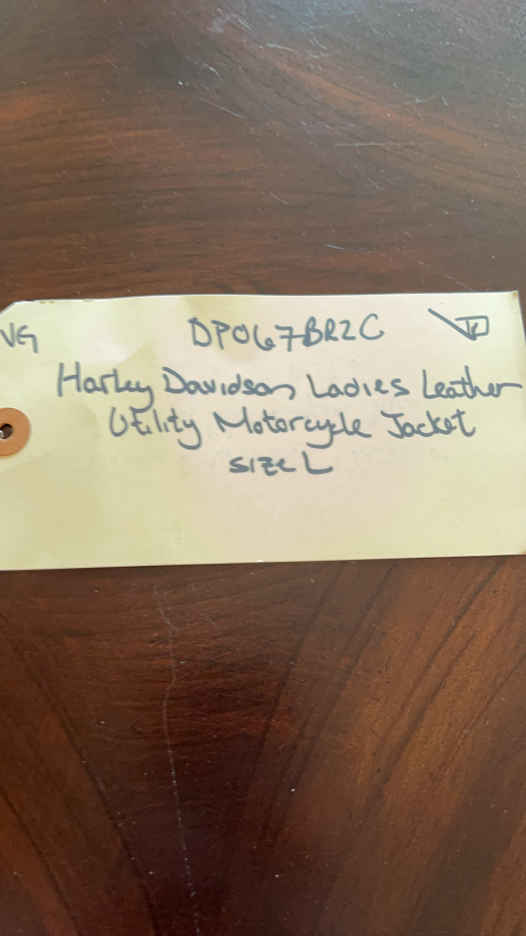 VG DP067BR2C
Harley Davidson Ladies Leather
Utility Motorcycle Jacket
size L